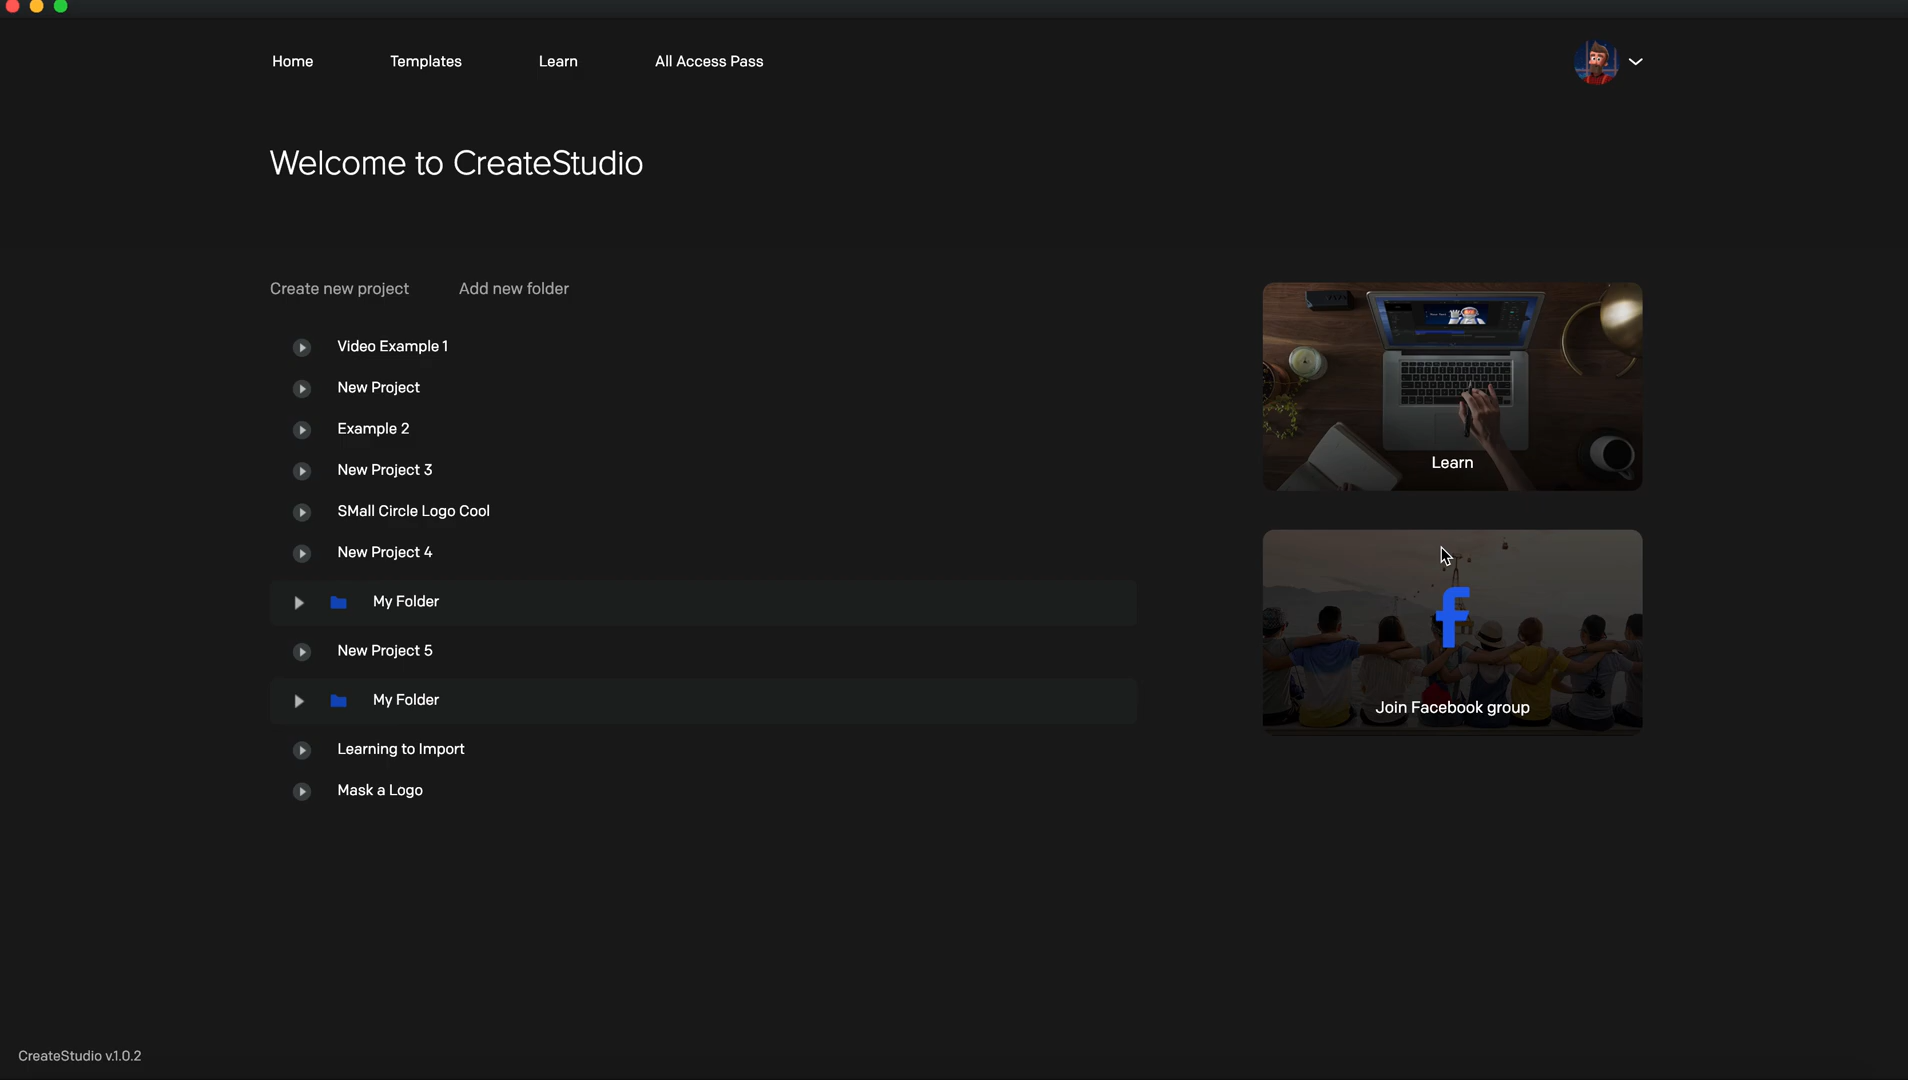 Home
Templates
Learn
All Access Pass
Welcome to CreateStudio
Create new project
Add new folder
Video Example 1
New Project
Example 2
New Project 3
SMall Circle Logo Cool
New Project 4
My Folder
New Project 5
My Folder
Learning to Import
Mask a Logo
Learn
Join Facebook group
CreateStudio v.1.0.2